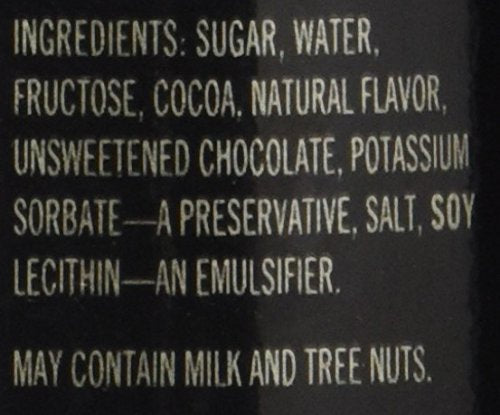 INGREDIENTS: SUGAR, WATER,
FRUCTOSE, COCOA, NATURAL FLAVOR,
UNSWEETENED CHOCOLATE, POTASSIUM
SORBATE—A PRESERVATIVE, SALT, SOY
LECITHIN—AN EMULSIFIER.
MAY CONTAIN MILK AND TREE NUTS.